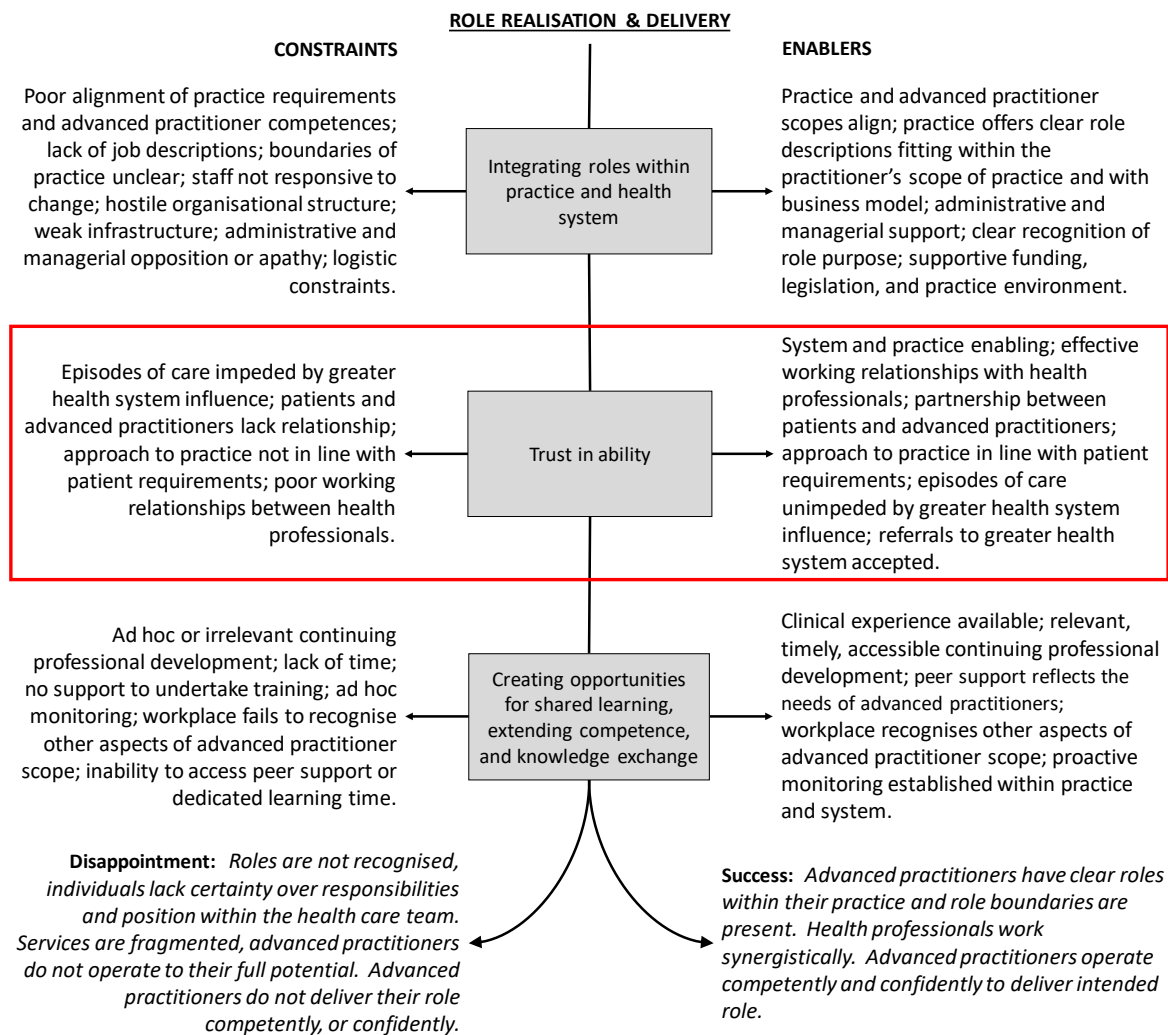 ROLE REALISATION & DELIVERY
CONSTRAINTS
ENABLERS
Poor alignment of practice requirements
and advanced practitioner competences;
lack of job descriptions; boundaries of
practice unclear; staff not responsive to
change; hostile organisational structure;
weak infrastructure; administrative and
managerial opposition or apathy; logistic
constraints.
Integrating roles within
practice and health
system
Practice and advanced practitioner
scopes align; practice offers clear role
descriptions fitting within the
practitioner’s scope of practice and with
business model; administrative and
managerial support; clear recognition of
role purpose; supportive funding,
legislation, and practice environment.
Episodes of care impeded by greater
health system influence; patients and
advanced practitioners lack relationship;
approach to practice not in line with
patient requirements; poor working
relationships between health
professionals.
Trust in ability
System and practice enabling; effective
working relationships with health
professionals; partnership between
patients and advanced practitioners;
approach to practice in line with patient
requirements; episodes of care
unimpeded by greater health system
influence; referrals to greater health
system accepted.
Ad hoc or irrelevant continuing
professional development; lack of time;
no support to undertake training; ad hoc
monitoring; workplace fails to recognise
other aspects of advanced practitioner
scope; inability to access peer support or
dedicated learning time.
Creating opportunities
for shared learning,
extending competence,
and knowledge exchange
Clinical experience available; relevant,
timely, accessible continuing professional
development; peer support reflects the
needs of advanced practitioners;
workplace recognises other aspects of
advanced practitioner scope; proactive
monitoring established within practice
and system.
Disappointment: Roles are not recognised,
individuals lack certainty over responsibilities
and position within the health care team.
Services are fragmented, advanced practitioners
do not operate to their full potential. Advanced
practitioners do not deliver their role
competently, or confidently.
Success: Advanced practitioners have clear roles
within their practice and role boundaries are
present. Health professionals work
synergistically. Advanced practitioners operate
competently and confidently to deliver intended
role.